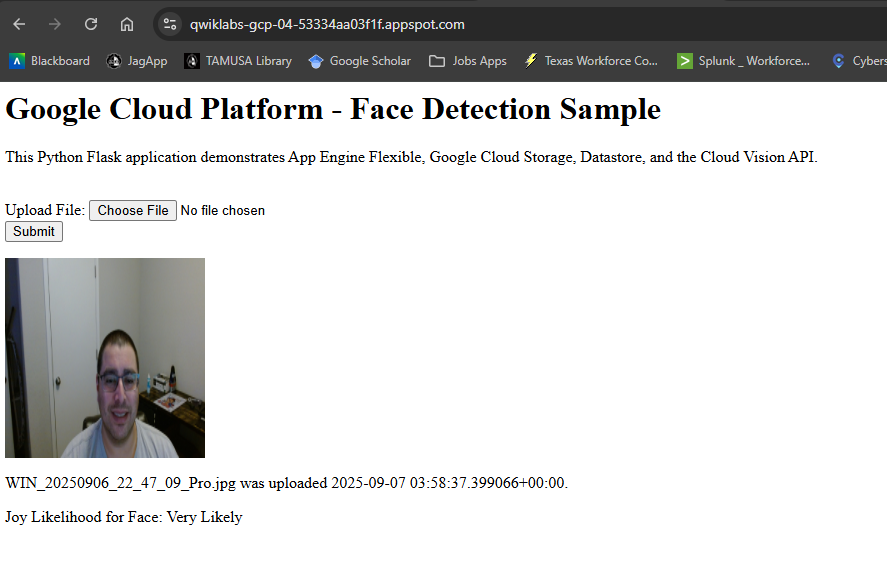 qwiklabs-gcp-04-53334aa03f1f.appspot.com
Blackboard JagApp TAMUSA Library Google Scholar Jobs Apps Texas Workforce Co... Splunk _ Workforce... Cybers
Google Cloud Platform - Face Detection Sample
This Python Flask application demonstrates App Engine Flexible, Google Cloud Storage, Datastore, and the Cloud Vision API.
Upload File: Choose File No file chosen
Submit
WIN_20250906_22_47_09_Pro.jpg was uploaded 2025-09-07 03:58:37.399066+00:00.
Joy Likelihood for Face: Very Likely